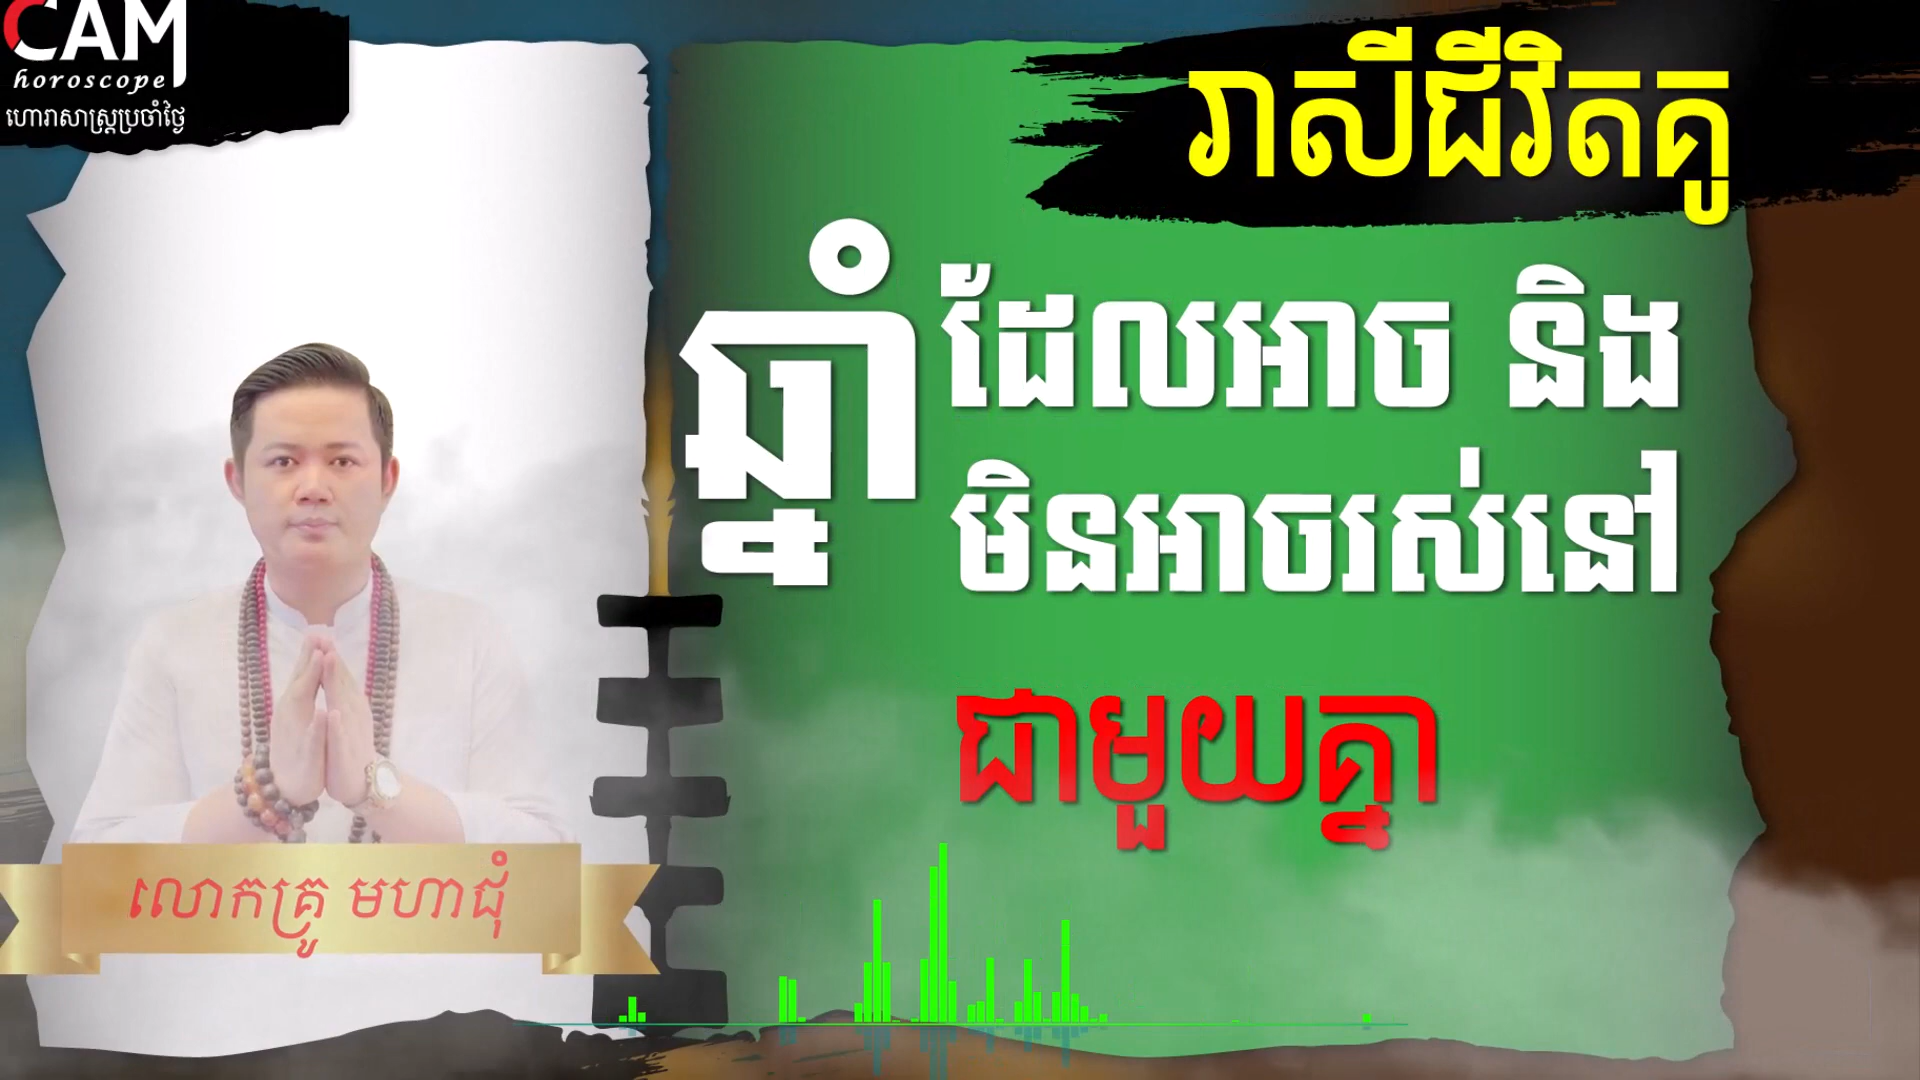 CAM
horoscope
ហោរាសាស្ត្រប្រចាំថ្ងៃ
រាសីជីវិតគូ
ឆ្នាំ ដែលអាច និង
មិនអាចរស់នៅ
ជាមួយគ្នា
លោកគ្រូ មហាជុំ